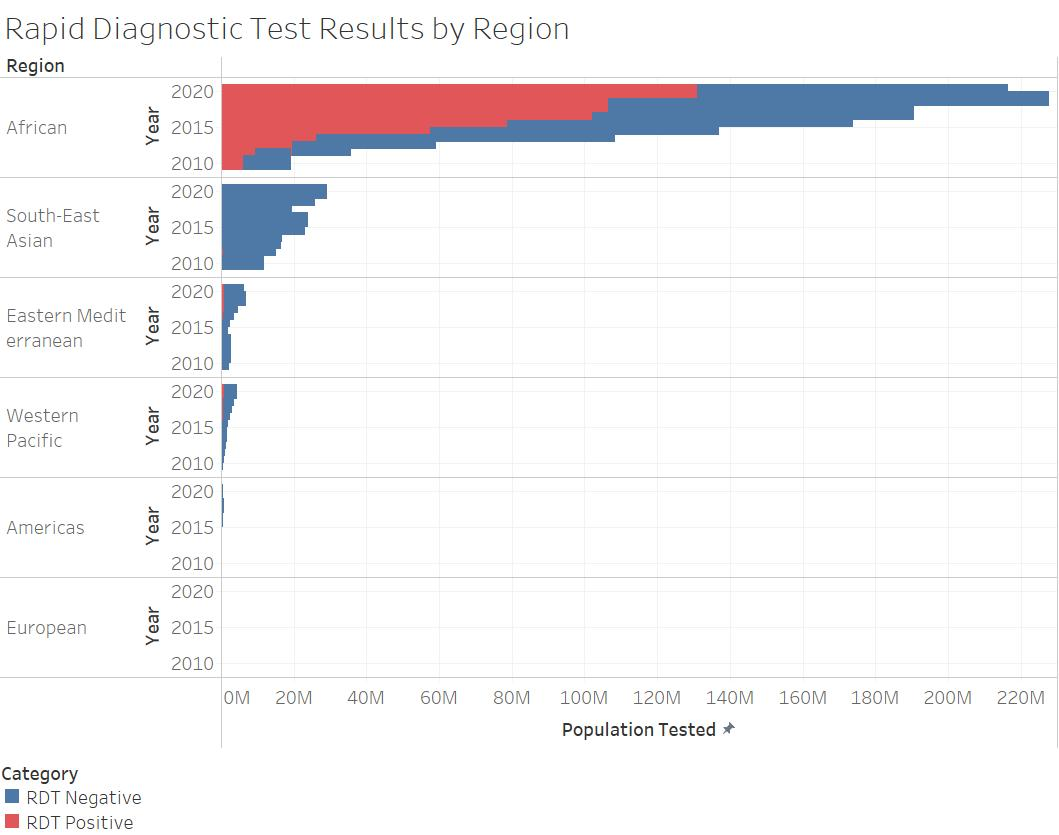 Rapid Diagnostic Test Results by Region
Region
African
Year
2020
2015
2010
South-East
Asian
Year
2020
2015
2010
Eastern Medit
erranean
Year
2020
2015
2010
Western
Pacific
Year
2020
2015
2010
Americas
Year
2020
2015
2010
European
Year
2020
2015
2010
0M 20M 40M 60M 80M 100M 120M 140M 160M 180M 200M 220M
Population Tested
Category
RDT Negative
RDT Positive